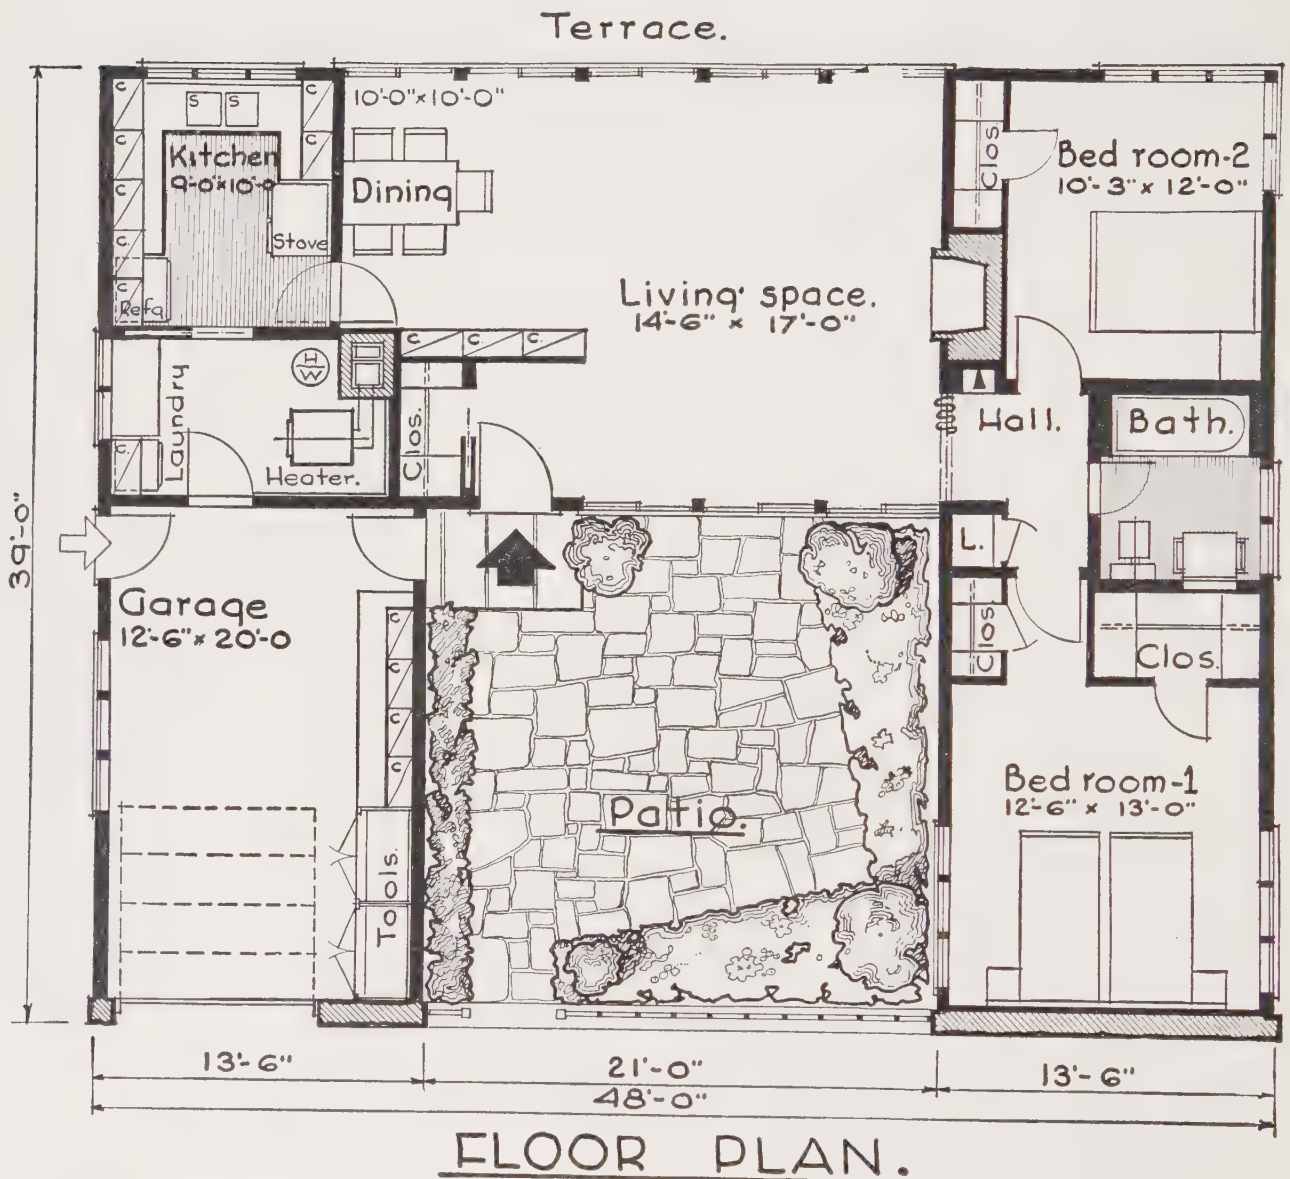 Terrace.
10'-0" x 10'-0"
C
C
S S
C
C
Kitchen
9-0" x 10'-0
C
C
C
Stove
Refg
Dining
Clos
Bed room-2
10'-3" x 12'-0"
Living space.
14'-6" x 17'-0"
C. C. C.
H
W
Laundry
C.
Heater.
Clos.
Hall.
Bath.
39'-0"
L.
Garage
12'-6" x 20'-0
C
C
C
C
Clos
Clos.
Bed room-1
12'-6" x 13'-0"
Patio.
Tools.
13'-6"
21'-0"
13'-6"
48'-0"
FLOOR PLAN.